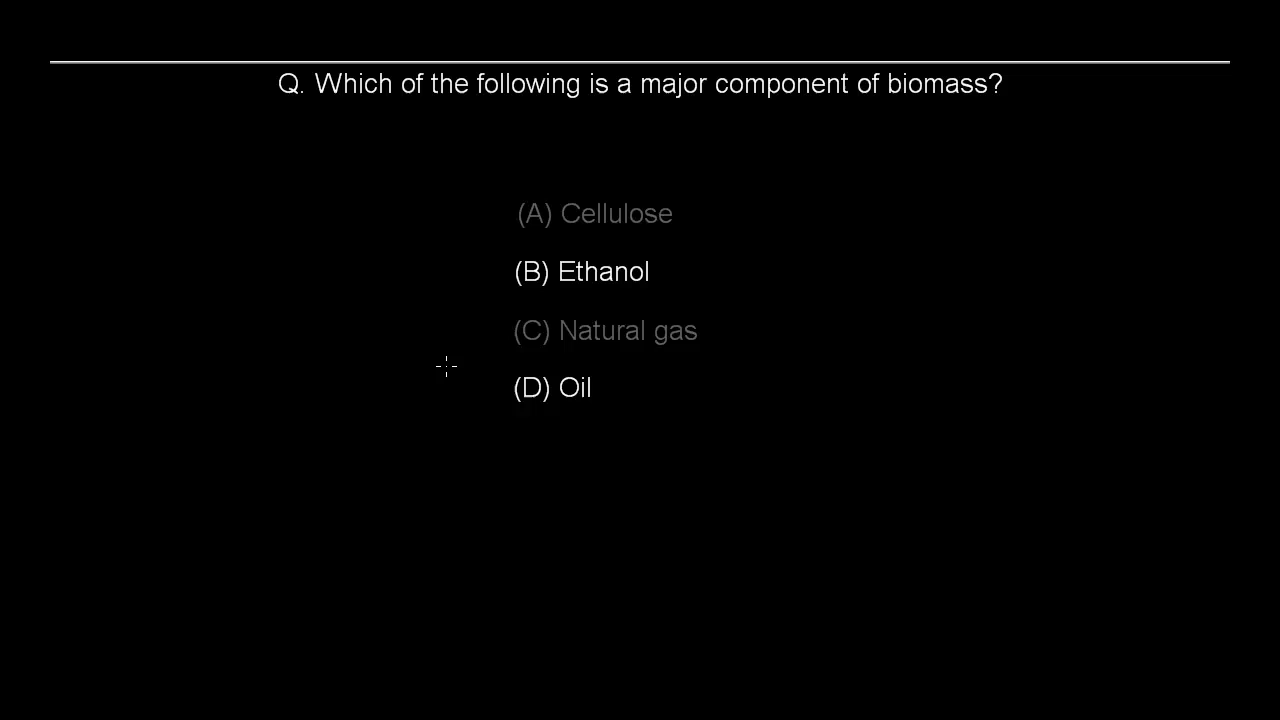 Q. Which of the following is a major component of biomass?
(A) Cellulose
(B) Ethanol
(C) Natural gas
(D) Oil